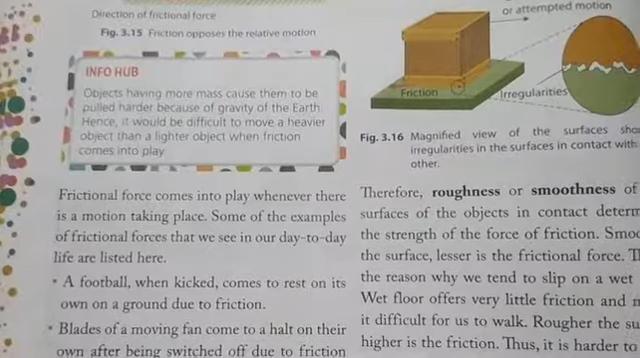 Direction of frictional force
Fig. 3.15 Friction opposes the relative motion
INFO HUB
Objects having more mass cause them to be
pulled harder because of gravity of the Earth.
Hence, it would be difficult to move a heavier
object than a lighter object when friction
comes into play
Frictional force comes into play whenever there
is a motion taking place. Some of the examples
of frictional forces that we see in our day-to-day
life are listed here.
• A football, when kicked, comes to rest on its
own on a ground due to friction.
• Blades of a moving fan come to a halt on their
own after being switched off due to friction
or attempted motion
Friction
Irregularities
Fig. 3.16 Magnified view of the surfaces
irregularities in the surfaces in contact with
other.
Therefore, roughness or smoothness of
surfaces of the objects in contact
the strength of the force of friction.
the surface, lesser is the frictional force.
the reason why we tend to slip on a wet
Wet floor offers very little friction and
it difficult for us to walk. Rougher the
higher is the friction. Thus, it is harder to